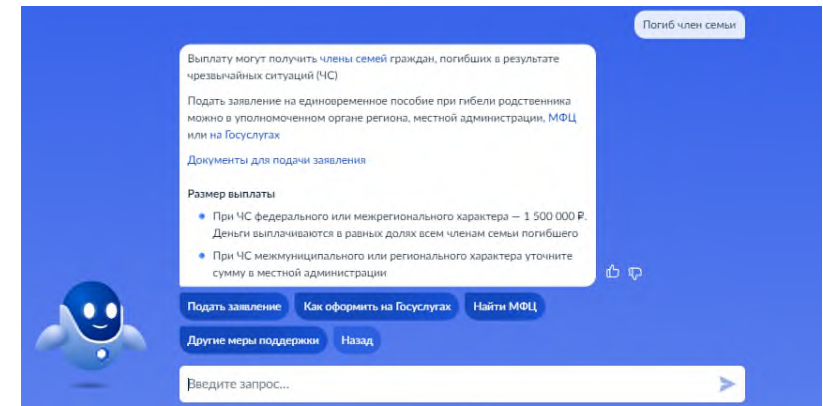 Погиб член семьи
Выплату могут получить члены семей граждан, погибших в результате
чрезвычайных ситуаций (ЧС)
Подать заявление на единовременное пособие при гибели родственника
можно в уполномоченном органе региона, местной администрации, МФЦ
или на Госуслугах
Документы для подачи заявления
Размер выплаты
При ЧС федерального или межрегионального характера — 1 500 000 ₽.
Деньги выплачиваются в равных долях всем членам семьи погибшего
При ЧС межмуниципального или регионального характера уточните
сумму в местной администрации
Подать заявление Как оформить на Госуслугах Найти МФЦ
Другие меры поддержки Назад
Введите запрос...